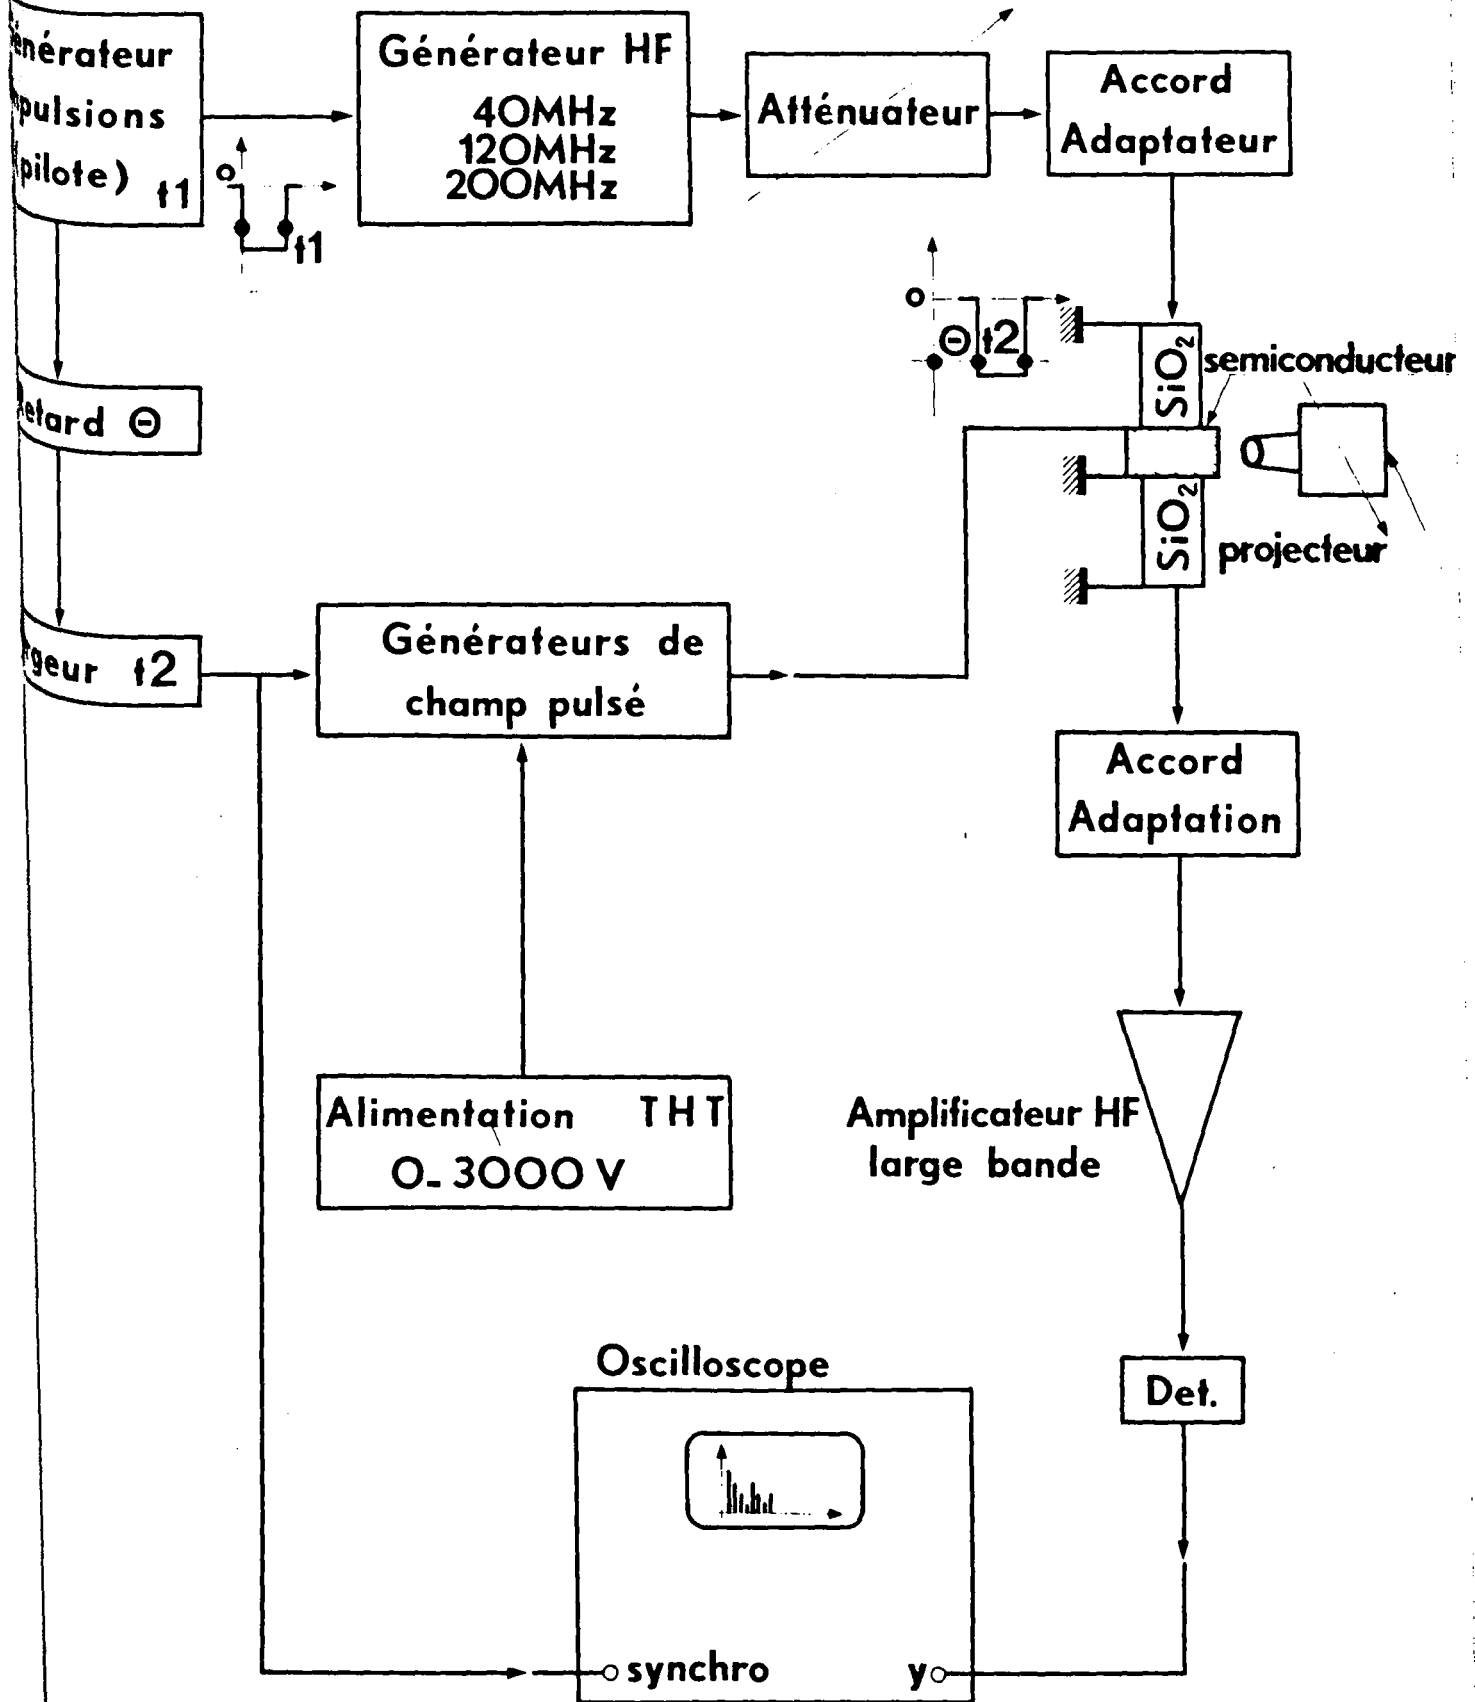 énérateur
pulsions
(pilote) t1
Générateur HF
40MHz
120MHz
200MHz
Atténuateur
Accord
Adaptateur
o
t1
o
Θ t2
SiO2
semiconducteur
SiO2
projecteur
etard Θ
rgeur t2
Générateurs de
champ pulsé
Accord
Adaptation
Alimentation THT
0-3000 V
Amplificateur HF
large bande
Det.
Oscilloscope
synchro
y